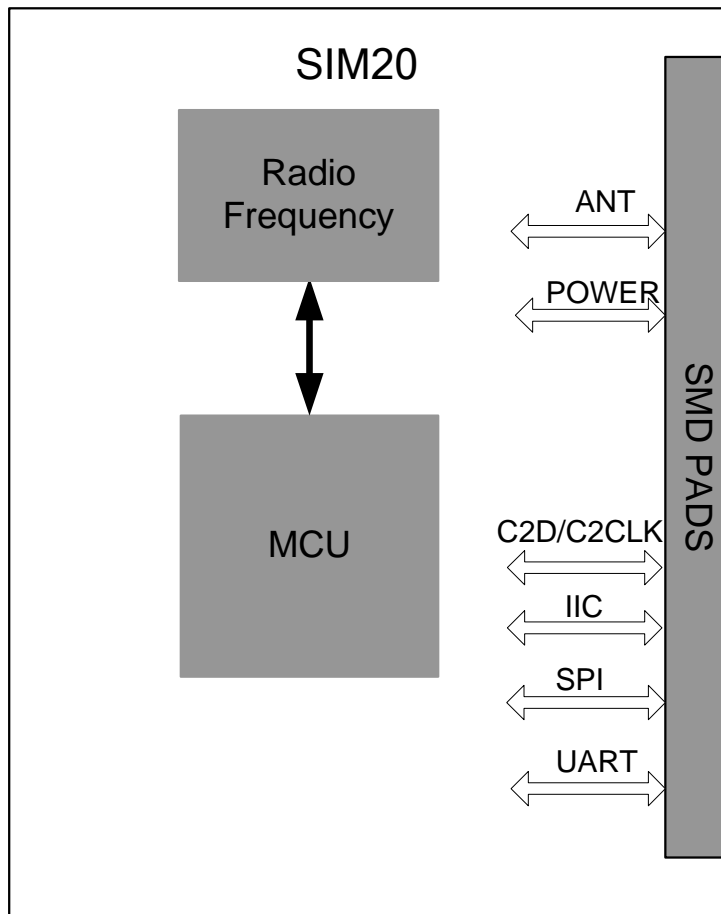 SIM20
Radio
Frequency
ANT
POWER
SMD PADS
C2D/C2CLK
MCU
IIC
SPI
UART